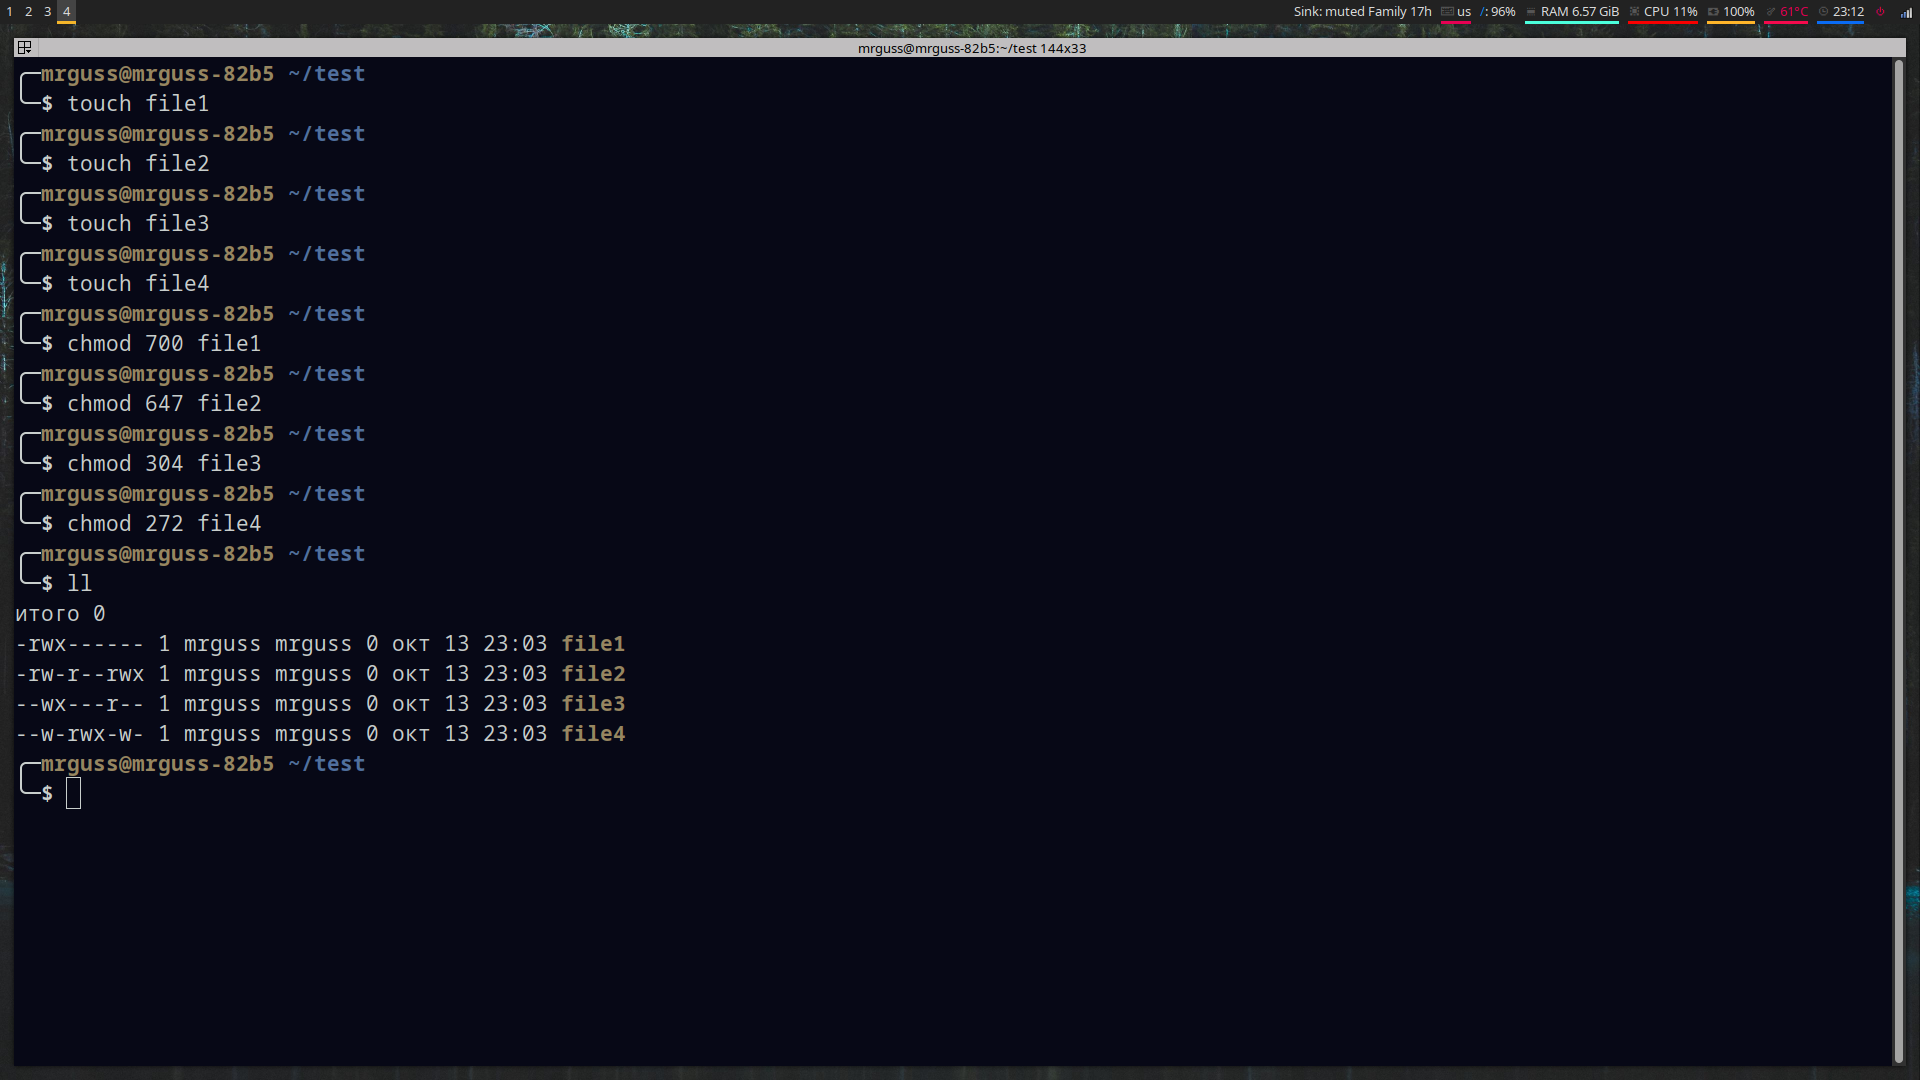 1 2 3 4 Sink: muted Family 17h us /: 96% RAM 6.57 GiB CPU 11% 100% 61°C 23:12
mrguss@mrguss-82b5:~/test 144x33
mrguss@mrguss-82b5 ~/test
$ touch file1
mrguss@mrguss-82b5 ~/test
$ touch file2
mrguss@mrguss-82b5 ~/test
$ touch file3
mrguss@mrguss-82b5 ~/test
$ touch file4
mrguss@mrguss-82b5 ~/test
$ chmod 700 file1
mrguss@mrguss-82b5 ~/test
$ chmod 647 file2
mrguss@mrguss-82b5 ~/test
$ chmod 304 file3
mrguss@mrguss-82b5 ~/test
$ chmod 272 file4
mrguss@mrguss-82b5 ~/test
$ ll
итого 0
-rwx------ 1 mrguss mrguss 0 окт 13 23:03 file1
-rw-r--rwx 1 mrguss mrguss 0 окт 13 23:03 file2
--wx---r-- 1 mrguss mrguss 0 окт 13 23:03 file3
--w-rwx-w- 1 mrguss mrguss 0 окт 13 23:03 file4
mrguss@mrguss-82b5 ~/test
$